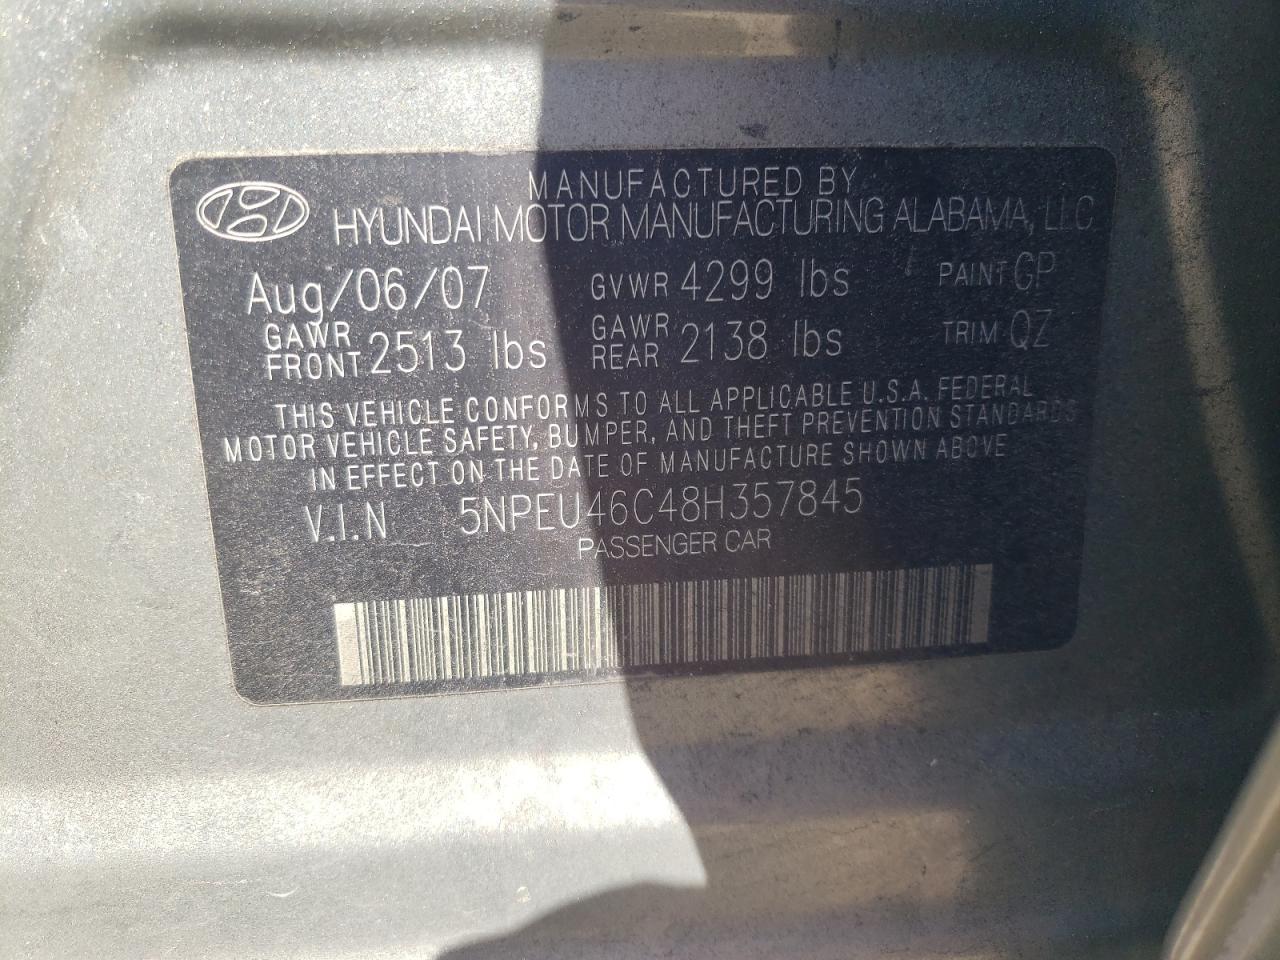 MANUFACTURED BY
HYUNDAI MOTOR MANUFACTURING ALABAMA, LLC
Aug/06/07 GVWR 4299 lbs PAINT GP
GAWR FRONT 2513 lbs GAWR REAR 2138 lbs TRIM QZ
THIS VEHICLE CONFORMS TO ALL APPLICABLE U.S.A. FEDERAL
MOTOR VEHICLE SAFETY, BUMPER, AND THEFT PREVENTION STANDARDS
IN EFFECT ON THE DATE OF MANUFACTURE SHOWN ABOVE
V.I.N 5NPEU46C48H357845
PASSENGER CAR